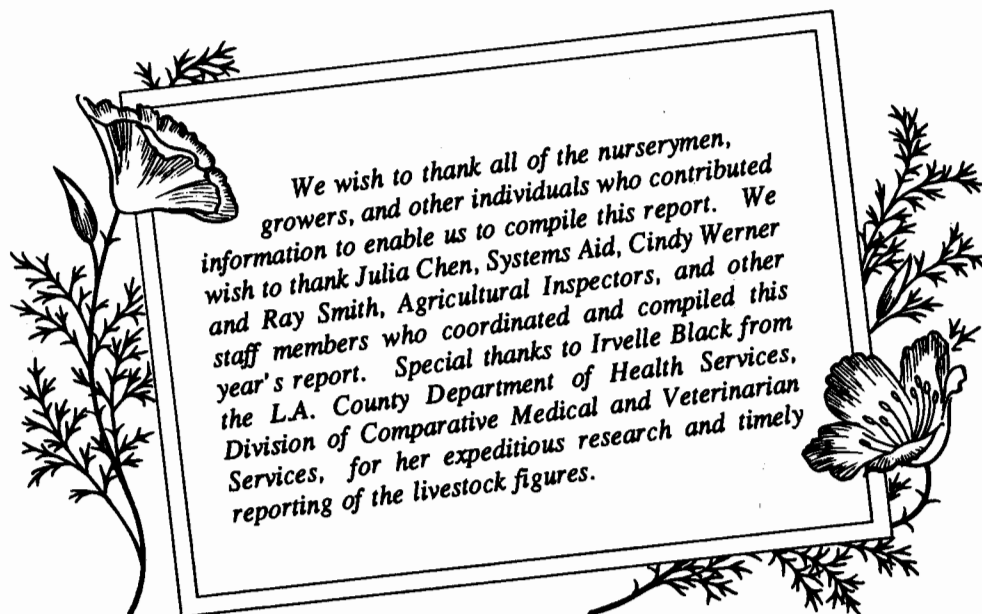 We wish to thank all of the nurserymen,
growers, and other individuals who contributed
information to enable us to compile this report. We
wish to thank Julia Chen, Systems Aid, Cindy Werner
and Ray Smith, Agricultural Inspectors, and other
staff members who coordinated and compiled this
year's report. Special thanks to Irvelle Black from
the L.A. County Department of Health Services,
Division of Comparative Medical and Veterinarian
Services, for her expeditious research and timely
reporting of the livestock figures.